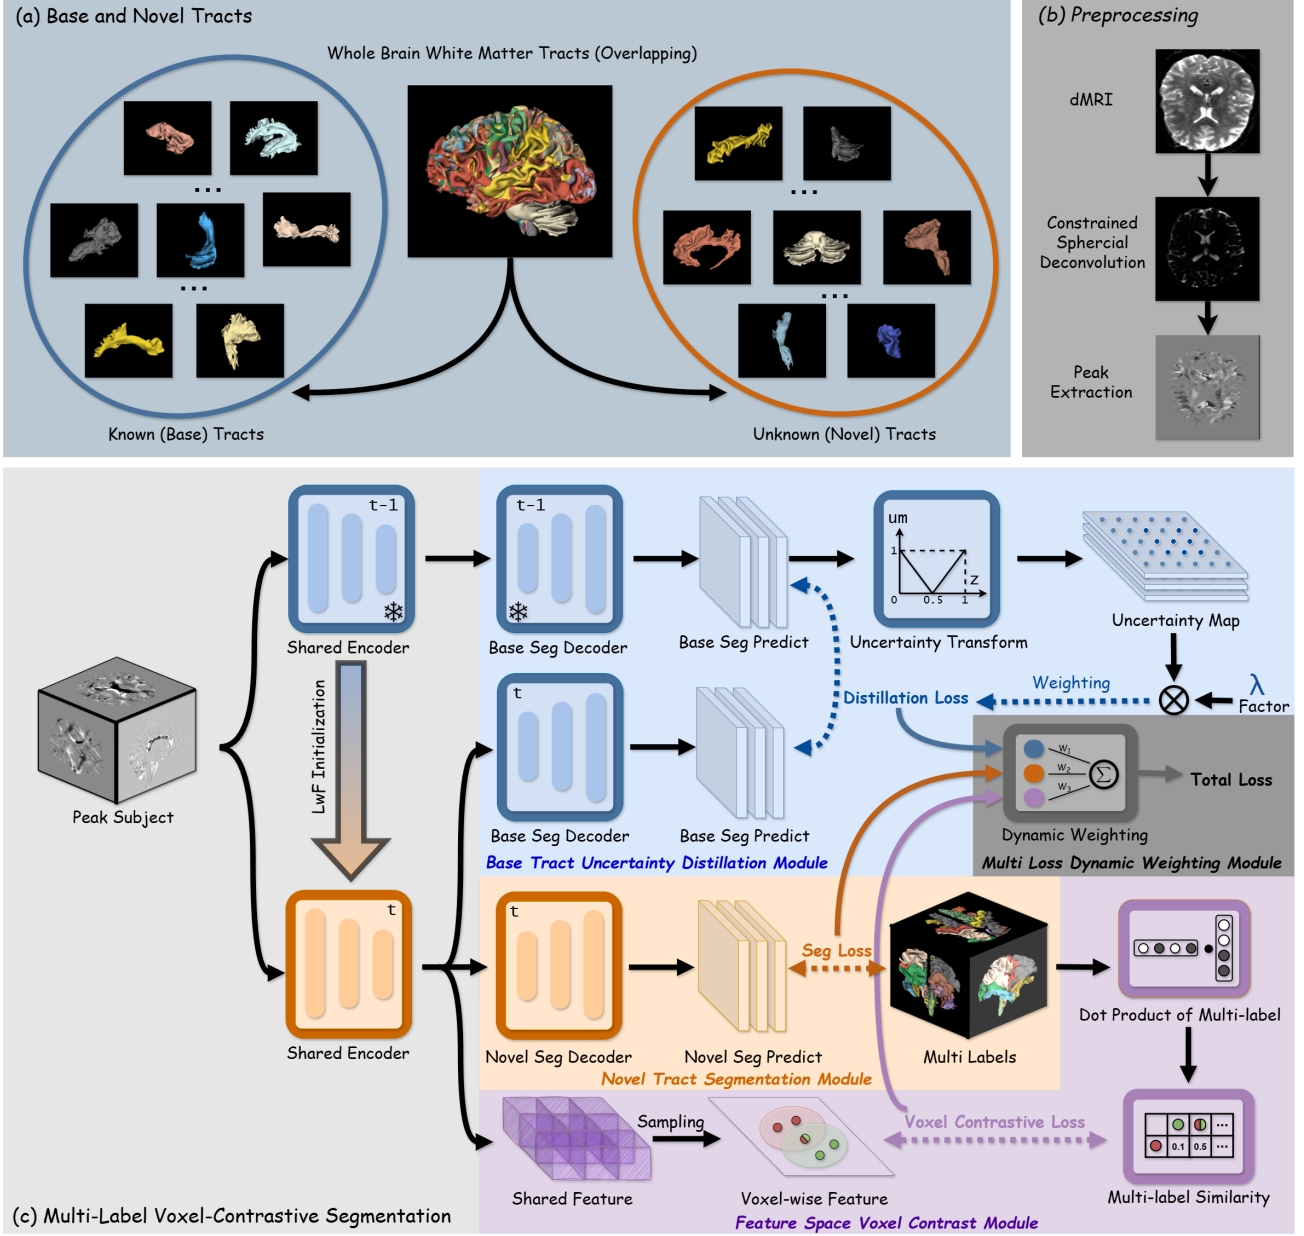 (a) Base and Novel Tracts
Whole Brain White Matter Tracts (Overlapping)
...
...
...
...
Known (Base) Tracts
Unknown (Novel) Tracts
(b) Preprocessing
dMRI
Constrained
Sphercial
Deconvolution
Peak
Extraction
t-1
Shared Encoder
t-1
Base Seg Decoder
Base Seg Predict
um
1
0
0.5
1
z
Uncertainty Transform
Uncertainty Map
Peak Subject
LwF Initialization
t
Base Seg Decoder
Base Seg Predict
Distillation Loss
Weighting
λ
Factor
Base Tract Uncertainty Distillation Module
W1
W2
W3
Σ
Dynamic Weighting
Total Loss
Multi Loss Dynamic Weighting Module
t
Shared Encoder
t
Novel Seg Decoder
Novel Seg Predict
Seg Loss
Multi Labels
Novel Tract Segmentation Module
Dot Product of Multi-label
Shared Feature
Sampling
Voxel-wise Feature
Voxel Contrastive Loss
...
0.1
0.5
...
Multi-label Similarity
Feature Space Voxel Contrast Module
(c) Multi-Label Voxel-Contrastive Segmentation